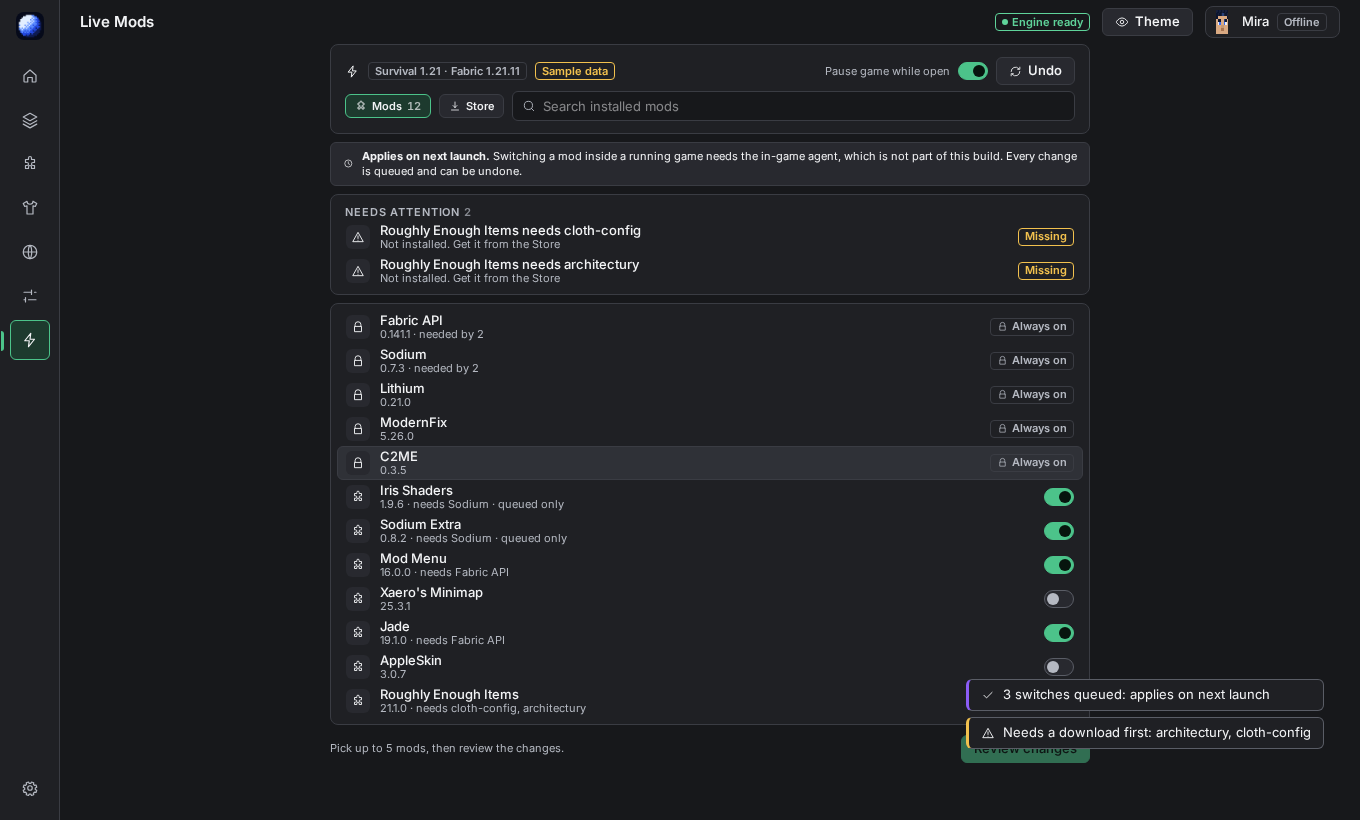 Live Mods
Engine ready
Theme
Mira
Offline
Survival 1.21 · Fabric 1.21.11
Sample data
Pause game while open
Undo
Mods 12
Store
Search installed mods
Applies on next launch. Switching a mod inside a running game needs the in-game agent, which is not part of this build. Every change
is queued and can be undone.
NEEDS ATTENTION 2
Roughly Enough Items needs cloth-config
Not installed. Get it from the Store
Missing
Roughly Enough Items needs architectury
Not installed. Get it from the Store
Missing
Fabric API
0.141.1 · needed by 2
Always on
Sodium
0.7.3 · needed by 2
Always on
Lithium
0.21.0
Always on
ModernFix
5.26.0
Always on
C2ME
0.3.5
Always on
Iris Shaders
1.9.6 · needs Sodium · queued only
Sodium Extra
0.8.2 · needs Sodium · queued only
Mod Menu
16.0.0 · needs Fabric API
Xaero's Minimap
25.3.1
Jade
19.1.0 · needs Fabric API
AppleSkin
3.0.7
Roughly Enough Items
21.1.0 · needs cloth-config, architectury
3 switches queued: applies on next launch
Needs a download first: architectury, cloth-config
Pick up to 5 mods, then review the changes.
Review changes